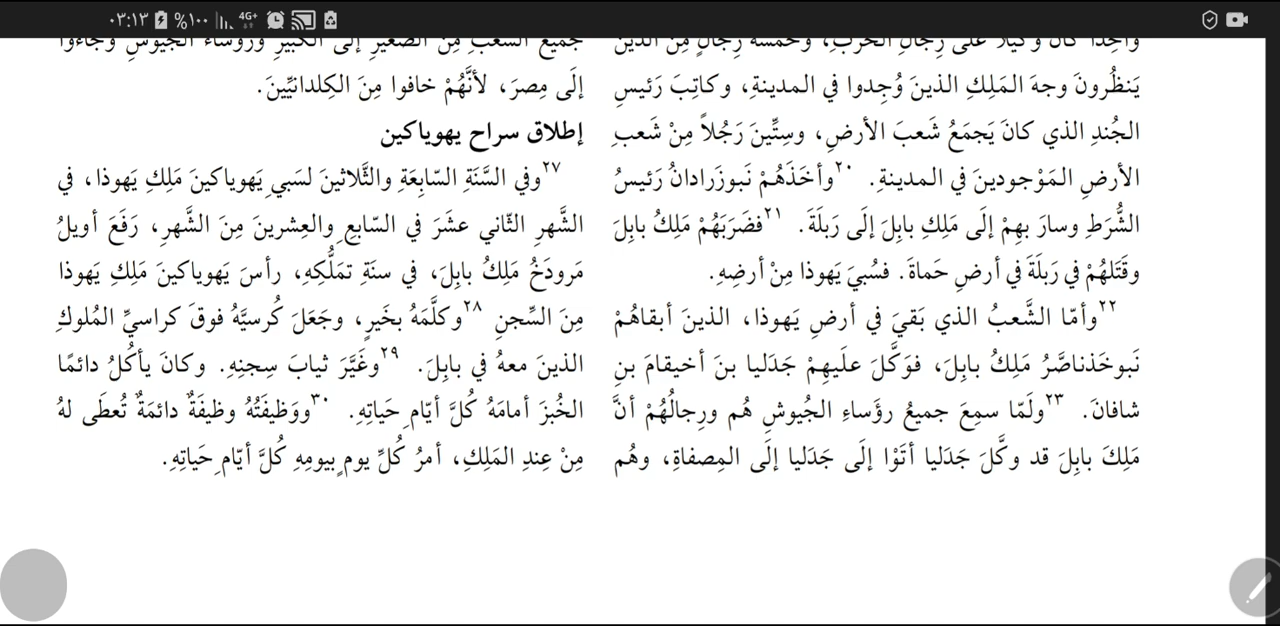 ٠٣:١٣ %١٠٠ 4G+
واحِدًا كانَ وكيلًا على رِجالِ الحَربِ، وخَمسَةَ رِجالٍ مِنَ الذينَ
يَنظُرونَ وجهَ المَلِكِ الذينَ وُجِدوا في المدينةِ، وكاتِبَ رَئيسِ
الجُندِ الذي كانَ يَجمَعُ شَعبَ الأرضِ، وسِتِّينَ رَجُلاً مِنْ شَعبِ
الأرضِ المَوْجودينَ في المدينةِ. ٢٠وأخَذَهُمْ نَبوزَرادانُ رَئيسُ
الشُّرَطِ وسارَ بهِمْ إلَى مَلِكِ بابِلَ إلَى رَبلَةَ. ٢١فضَرَبَهُمْ مَلِكُ بابِلَ
وقَتَلهُمْ في رَبلَةَ في أرضِ حَماةَ. فسُبيَ يَهوذا مِنْ أرضِهِ.
٢٢وأمّا الشَّعبُ الذي بَقيَ في أرضِ يَهوذا، الذينَ أبقاهُمْ
نَبوخَذناصَّرُ مَلِكُ بابِلَ، فوَكَّلَ علَيهِمْ جَدَليا بنَ أخيقامَ بنِ
شافانَ. ٢٣ولَمّا سمِعَ جميعُ رؤَساءِ الجُيوشِ هُم ورِجالُهُمْ أنَّ
مَلِكَ بابِلَ قد وكَّلَ جَدَليا أتَوْا إلَى جَدَليا إلَى المِصفاةِ، وهُم
جميعُ الشَّعبِ مِنَ الصَّغيرِ إلى الكَبيرِ ورؤَساءُ الجُيوشِ وجاءوا
إلَى مِصرَ، لأنَّهُمْ خافوا مِنَ الكِلدانيِّينَ.
إطلاق سراح يهوياكين
٢٧وفي السَّنَةِ السّابِعَةِ والثَّلاثينَ لسَبيِ يَهوياكينَ مَلِكِ يَهوذا، في
الشَّهرِ الثّاني عشَرَ في السّابعِ والعِشرينَ مِنَ الشَّهرِ، رَفَعَ أويلُ
مَرودَخُ مَلِكُ بابِلَ، في سنَةِ تمَلُّكِهِ، رأسَ يَهوياكينَ مَلِكِ يَهوذا
مِنَ السِّجنِ ٢٨وكلَّمَهُ بخَيرٍ، وجَعَلَ كُرسيَّهُ فوقَ كراسيِّ المُلوكِ
الذينَ معهُ في بابِلَ. ٢٩وغَيَّرَ ثيابَ سِجنِهِ. وكانَ يأكُلُ دائمًا
الخُبزَ أمامَهُ كُلَّ أيّامِ حَياتِهِ. ٣٠ووَظيفَتُهُ وظيفَةٌ دائمَةٌ تُعطَى لهُ
مِنْ عِندِ المَلِكِ، أمرُ كُلِّ يومٍ بيومِهِ كُلَّ أيّامِ حَياتِهِ.